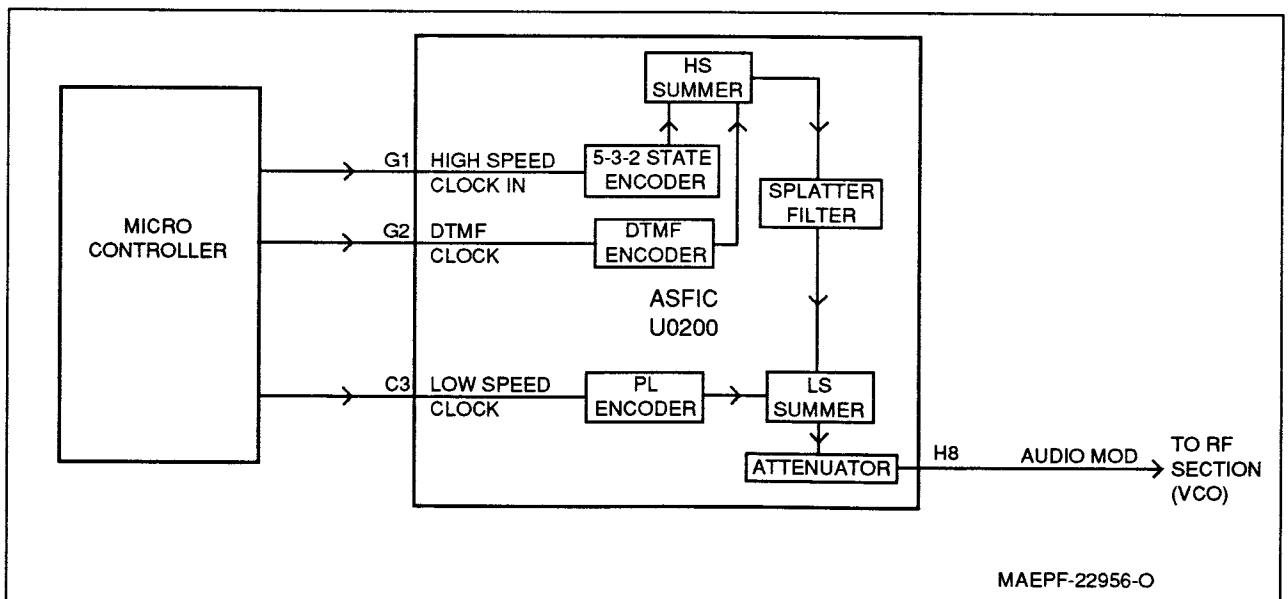 HS
SUMMER
G1
HIGH SPEED
CLOCK IN
5-3-2 STATE
ENCODER
SPLATTER
FILTER
MICRO
CONTROLLER
G2
DTMF
CLOCK
DTMF
ENCODER
ASFIC
U0200
C3
LOW SPEED
CLOCK
PL
ENCODER
LS
SUMMER
ATTENUATOR
H8
AUDIO MOD
TO RF
SECTION
(VCO)
MAEPF-22956-O